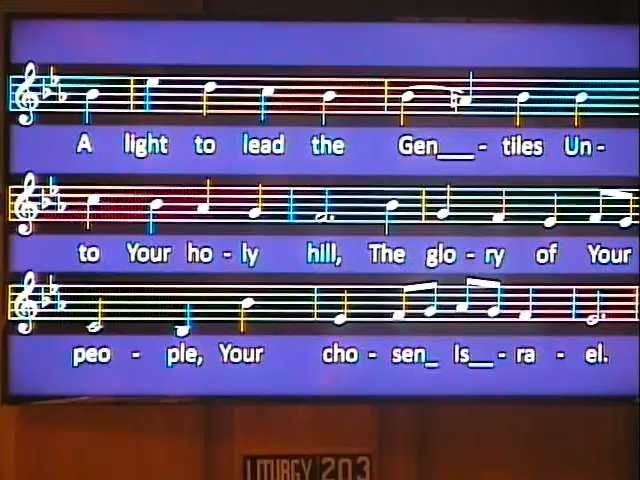 A light to lead the Gen___ - tiles Un -
to Your ho - ly hill, The glo - ry of Your
peo - ple, Your cho - sen_ Is__ - ra - el.
LITURGY 203